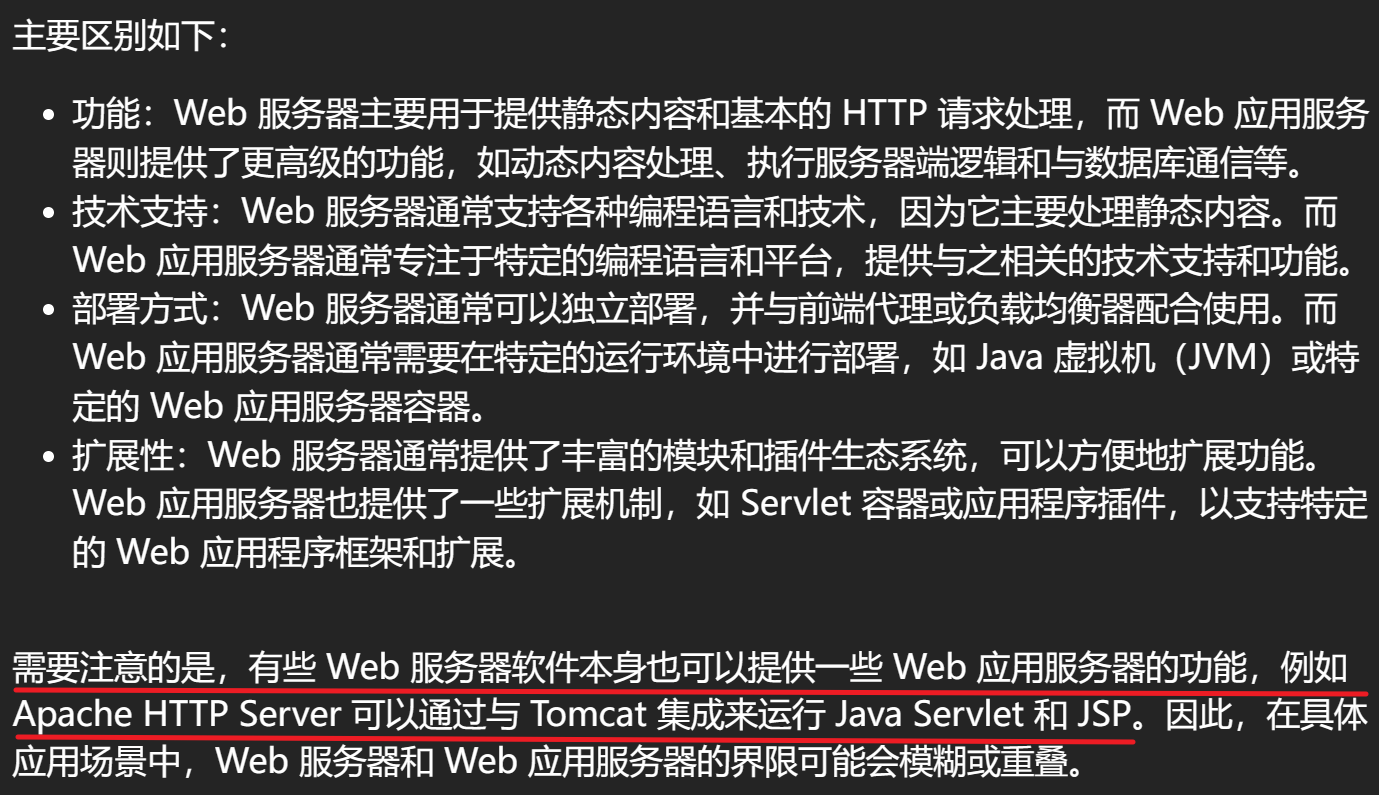 主要区别如下：
• 功能：Web 服务器主要用于提供静态内容和基本的 HTTP 请求处理，而 Web 应用服务
器则提供了更高级的功能，如动态内容处理、执行服务器端逻辑和与数据库通信等。
• 技术支持：Web 服务器通常支持各种编程语言和技术，因为它主要处理静态内容。而
Web 应用服务器通常专注于特定的编程语言和平台，提供与之相关的技术支持和功能。
• 部署方式：Web 服务器通常可以独立部署，并与前端代理或负载均衡器配合使用。而
Web 应用服务器通常需要在特定的运行环境中进行部署，如 Java 虚拟机（JVM）或特
定的 Web 应用服务器容器。
• 扩展性：Web 服务器通常提供了丰富的模块和插件生态系统，可以方便地扩展功能。
Web 应用服务器也提供了一些扩展机制，如 Servlet 容器或应用程序插件，以支持特定
的 Web 应用程序框架和扩展。
需要注意的是，有些 Web 服务器软件本身也可以提供一些 Web 应用服务器的功能，例如
Apache HTTP Server 可以通过与 Tomcat 集成来运行 Java Servlet 和 JSP。因此，在具体
应用场景中，Web 服务器和 Web 应用服务器的界限可能会模糊或重叠。